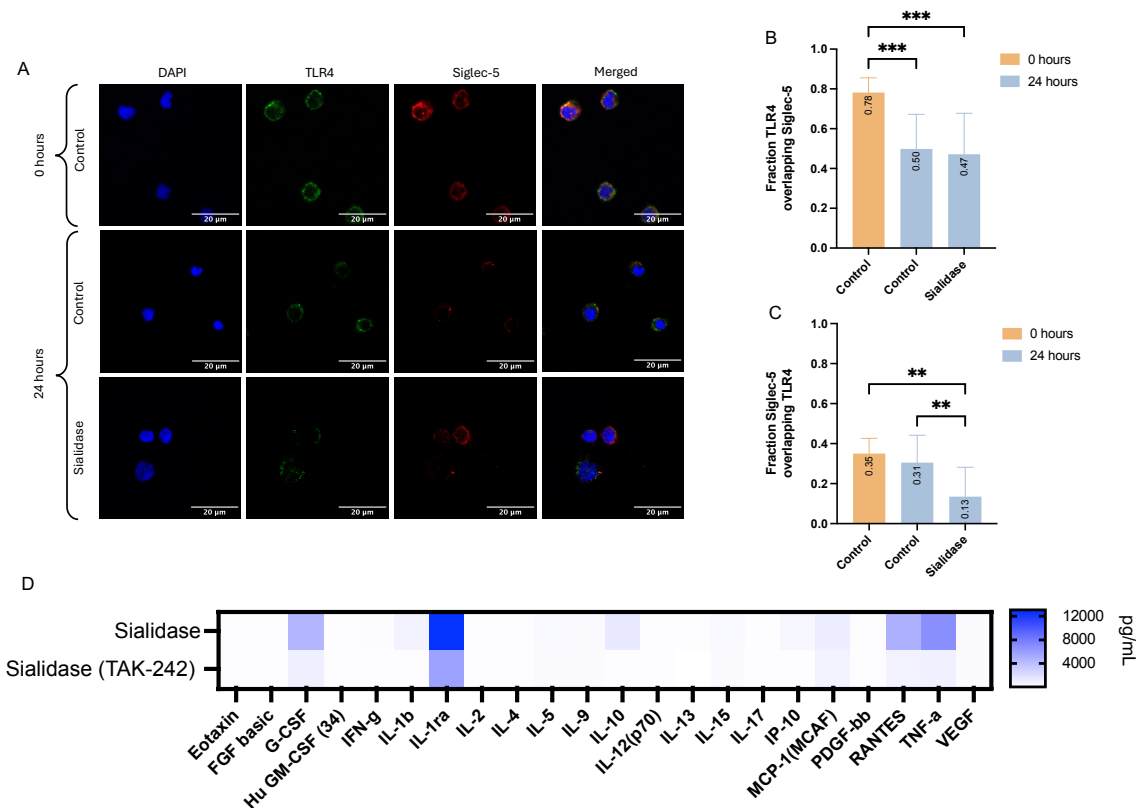 A
DAPI
TLR4
Siglec-5
Merged
0 hours
Control
20 µm
20 µm
20 µm
20 µm
24 hours
Control
20 µm
20 µm
20 µm
20 µm
Sialidase
20 µm
20 µm
20 µm
20 µm
B
Fraction TLR4
overlapping Siglec-5
1.0
0.8
0.6
0.4
0.2
0.0
***
***
0.78
0.50
0.47
Control
Control
Sialidase
0 hours
24 hours
C
Fraction Siglec-5
overlapping TLR4
1.0
0.8
0.6
0.4
0.2
0.0
**
**
0.35
0.31
0.13
Control
Control
Sialidase
0 hours
24 hours
D
Sialidase
Sialidase (TAK-242)
Eotaxin
FGF basic
G-CSF
Hu GM-CSF (34)
IFN-g
IL-1b
IL-1ra
IL-2
IL-4
IL-5
IL-9
IL-10
IL-12(p70)
IL-13
IL-15
IL-17
IP-10
MCP-1(MCAF)
PDGF-bb
RANTES
TNF-a
VEGF
12000
8000
4000
pg/mL